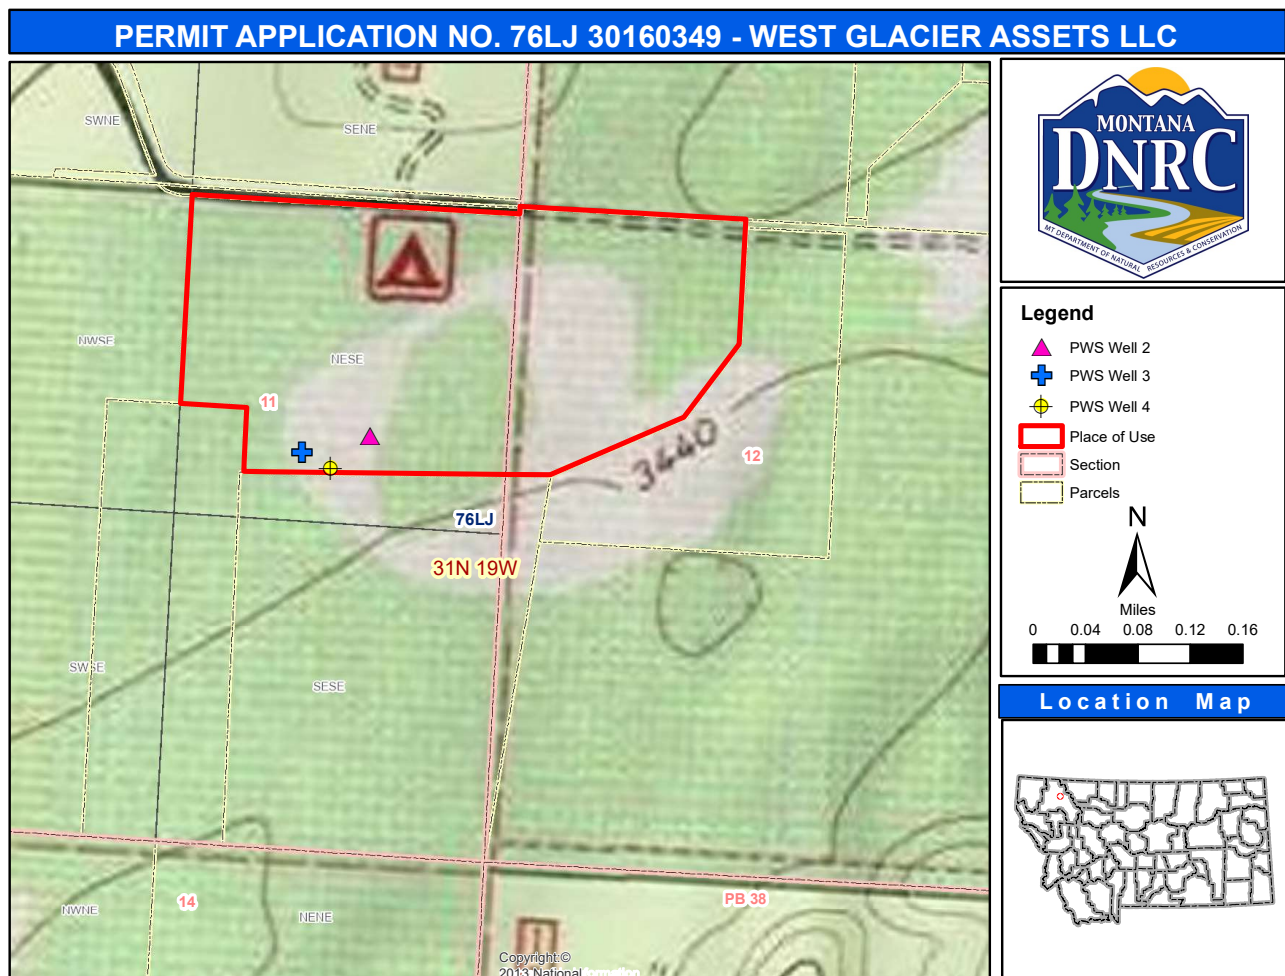 PERMIT APPLICATION NO. 76LJ 30160349 - WEST GLACIER ASSETS LLC
SWNE
SENE
NWSE
NESE
11
12
3440
76LJ
31N 19W
SWSE
SESE
14
PB 38
NWNE
NENE
Copyright:©
2013 National
MONTANA
DNRC
MT DEPARTMENT OF NATURAL RESOURCES & CONSERVATION
Legend
PWS Well 2
PWS Well 3
PWS Well 4
Place of Use
Section
Parcels
N
Miles
0 0.04 0.08 0.12 0.16
Location Map